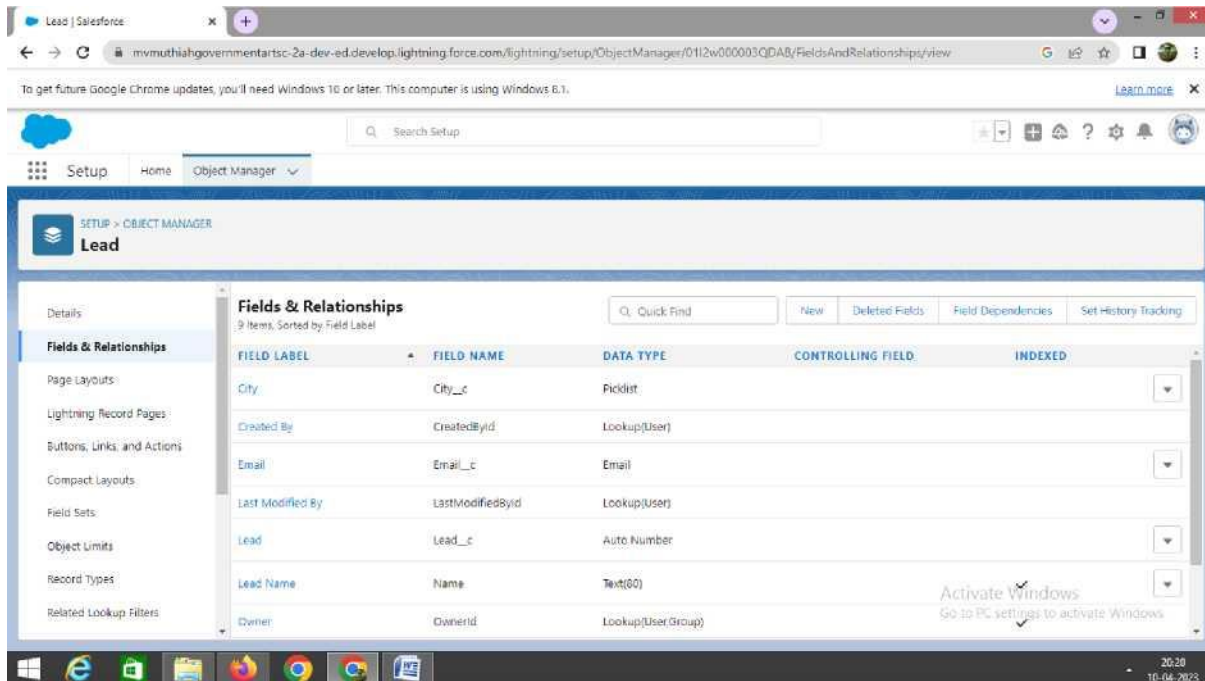 Lead | Salesforce
mvmuthiahgovernmentartsc-2a-dev-ed.develop.lightning.force.com/lightning/setup/ObjectManager/01I2w000003QDAB/FieldsAndRelationships/view
To get future Google Chrome updates, you'll need Windows 10 or later. This computer is using Windows 8.1. Learn more
Search Setup
Setup Home Object Manager
SETUP > OBJECT MANAGER
Lead
Details
Fields & Relationships
Page Layouts
Lightning Record Pages
Buttons, Links, and Actions
Compact Layouts
Field Sets
Object Limits
Record Types
Related Lookup Filters
Fields & Relationships
9 Items, Sorted by Field Label
Quick Find New Deleted Fields Field Dependencies Set History Tracking
FIELD LABEL FIELD NAME DATA TYPE CONTROLLING FIELD INDEXED
City City__c Picklist
Created By CreatedById Lookup(User)
Email Email__c Email
Last Modified By LastModifiedById Lookup(User)
Lead Lead__c Auto Number
Lead Name Name Text(80)
Owner OwnerId Lookup(User,Group)
Activate Windows
Go to PC settings to activate Windows
20:20
10-04-2023